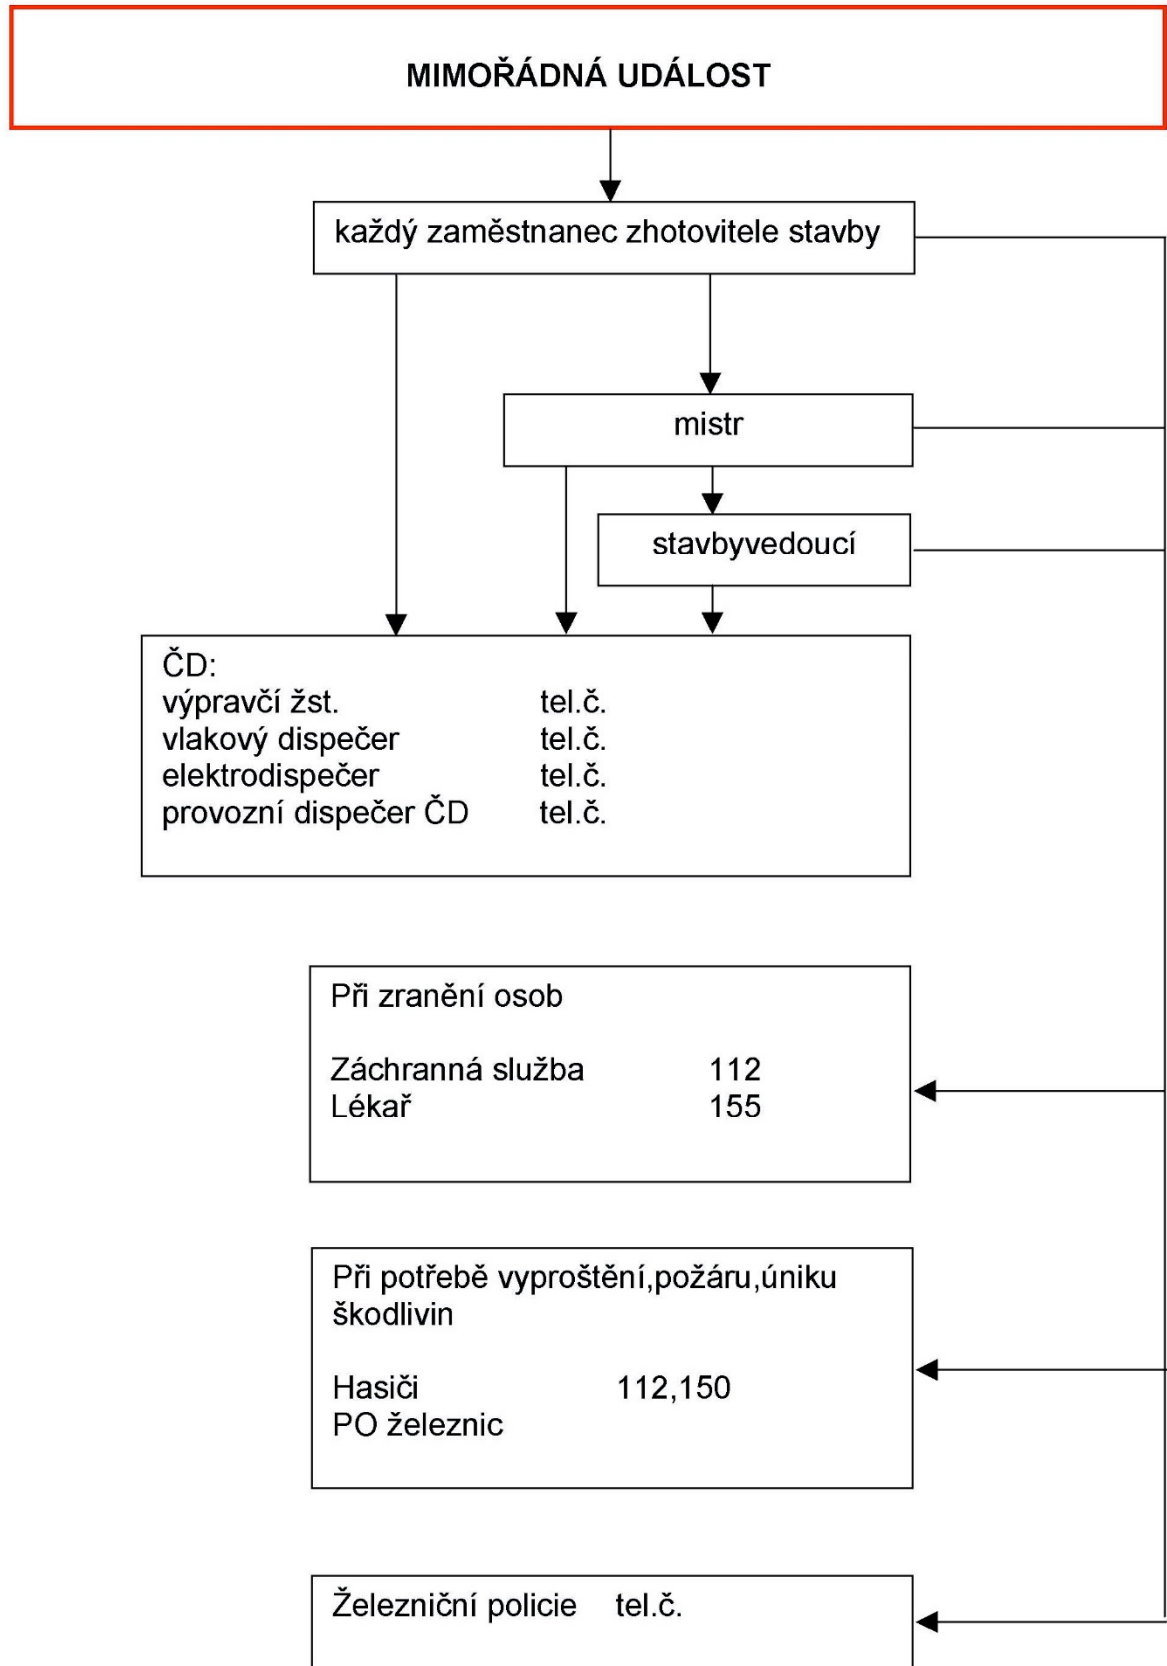 MIMOŘÁDNÁ UDÁLOST
každý zaměstnanec zhotovitele stavby
mistr
stavbyvedoucí
ČD:
výpravčí žst. tel.č.
vlakový dispečer tel.č.
elektrodispečer tel.č.
provozní dispečer ČD tel.č.
Při zranění osob
Záchranná služba 112
Lékař 155
Při potřebě vyproštění,požáru,úniku
škodlivin
Hasiči 112,150
PO železnic
Železniční policie tel.č.